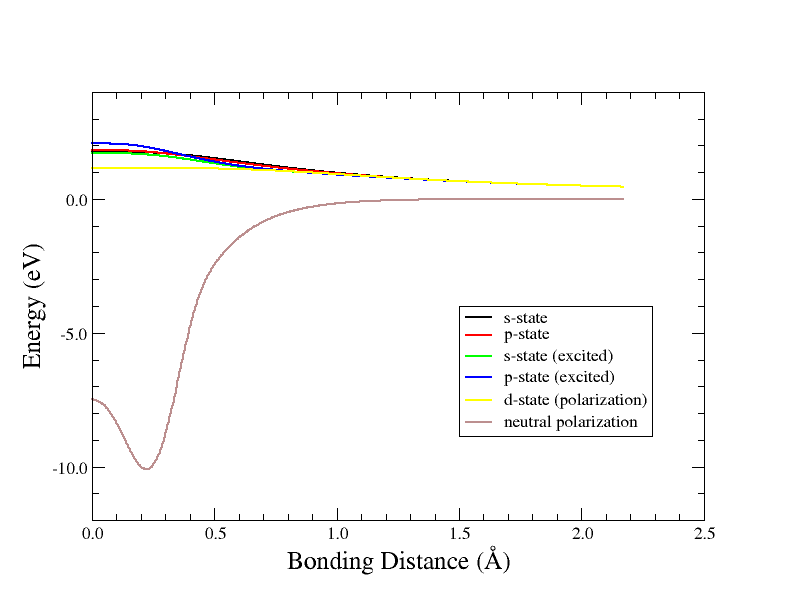 0.0
-5.0
-10.0
Energy (eV)
s-state
p-state
s-state (excited)
p-state (excited)
d-state (polarization)
neutral polarization
0.0 0.5 1.0 1.5 2.0 2.5
Bonding Distance (Å)